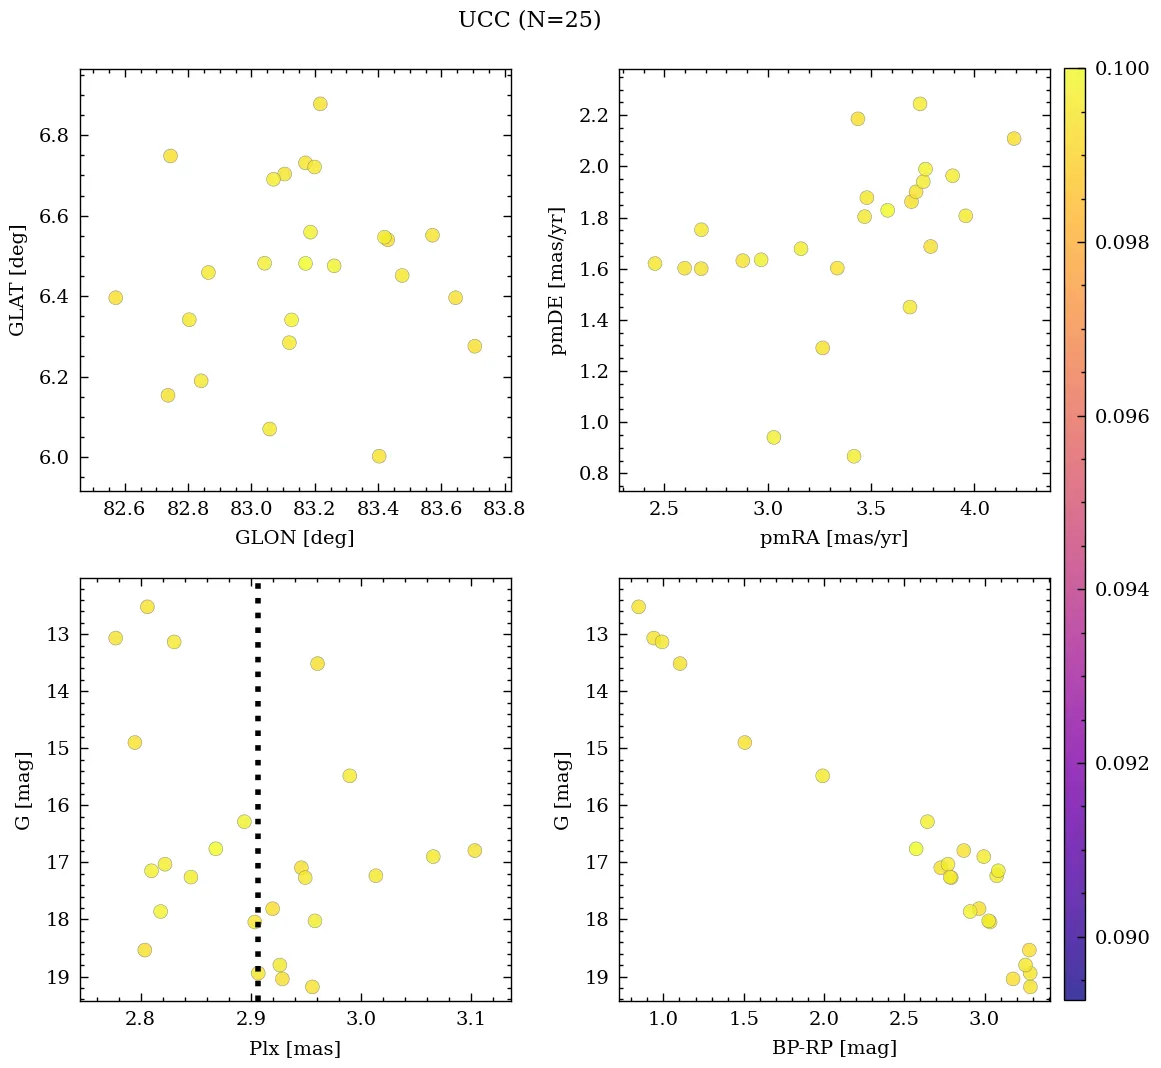 UCC (N=25)
6.8
6.6
6.4
6.2
6.0
GLAT [deg]
82.6 82.8 83.0 83.2 83.4 83.6 83.8
GLON [deg]
2.2
2.0
1.8
1.6
1.4
1.2
1.0
0.8
pmDE [mas/yr]
2.5 3.0 3.5 4.0
pmRA [mas/yr]
0.100
0.098
0.096
0.094
0.092
0.090
13
14
15
16
17
18
19
G [mag]
2.8 2.9 3.0 3.1
Plx [mas]
13
14
15
16
17
18
19
G [mag]
1.0 1.5 2.0 2.5 3.0
BP-RP [mag]